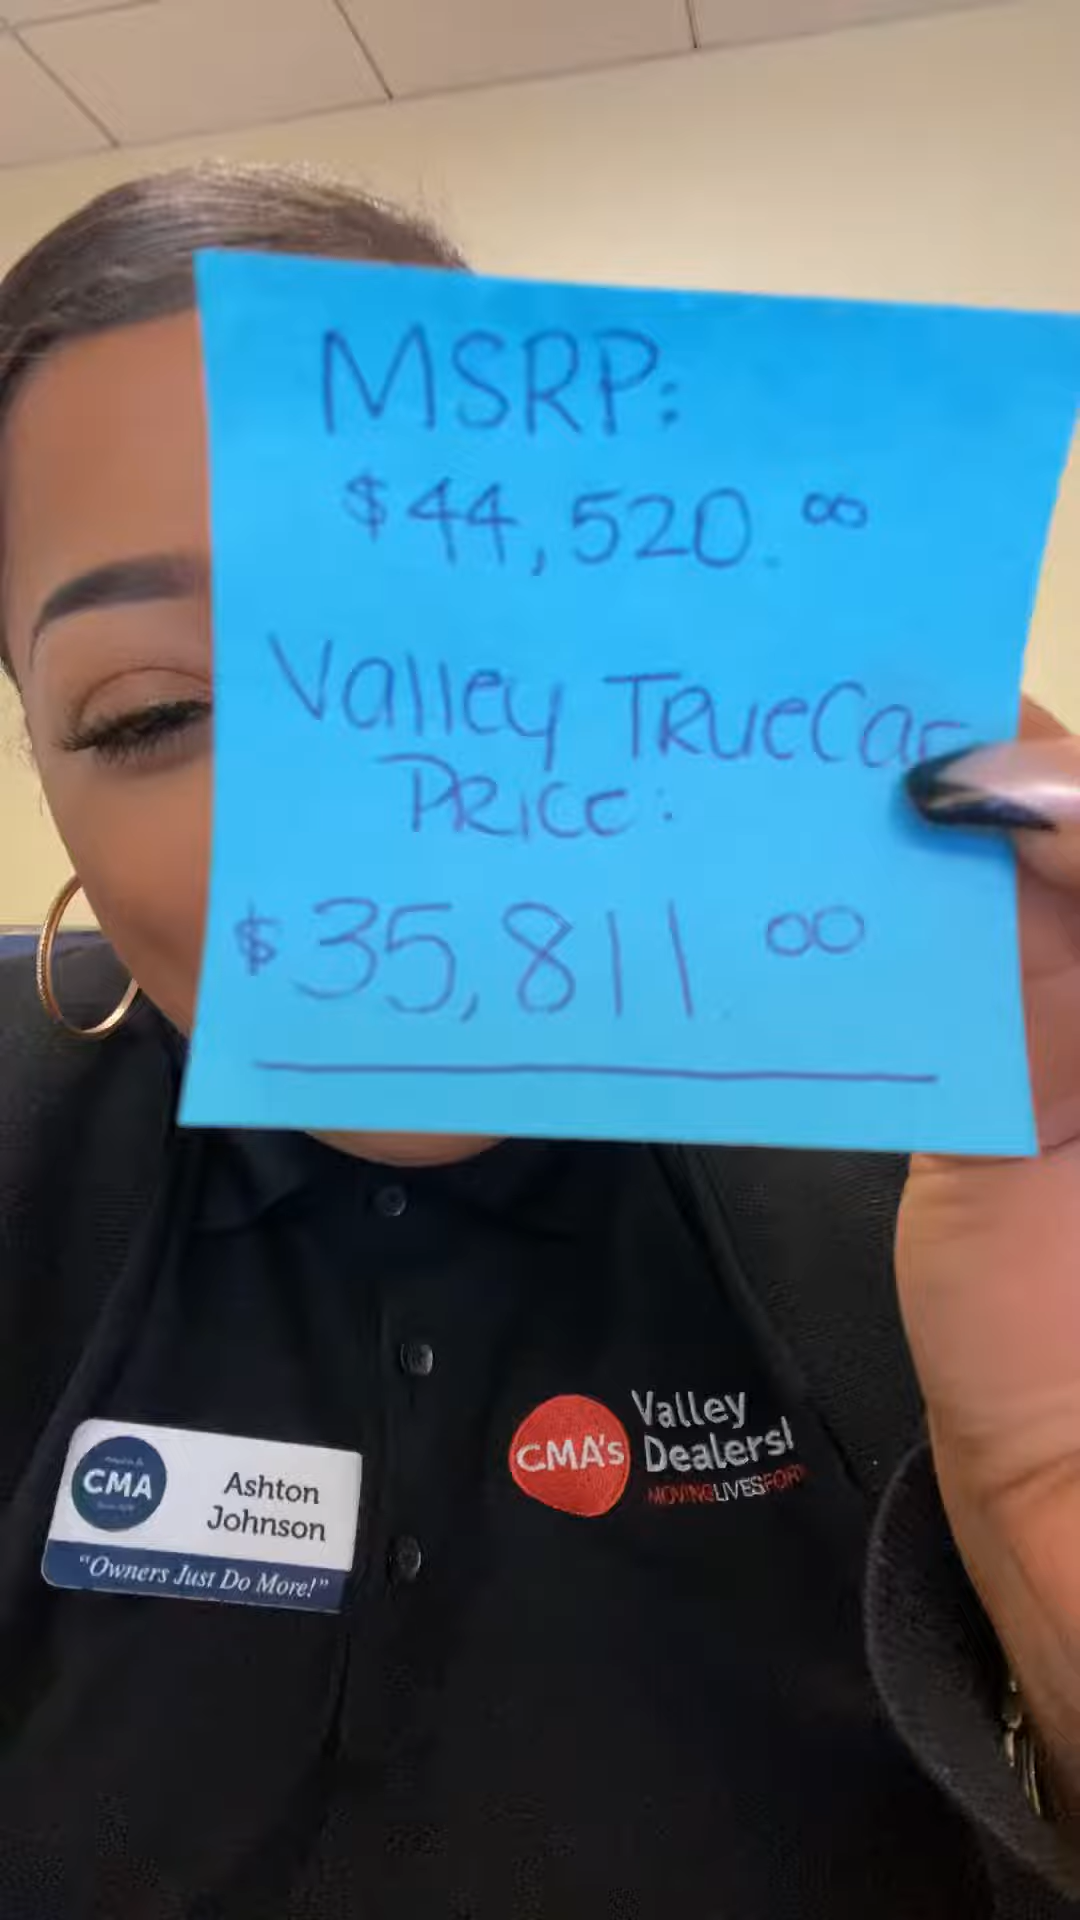 MSRP:
$44,520.00
Valley TrueCar
Price:
$35,811.00
CMA
Ashton
Johnson
"Owners Just Do More!"
CMA's
Valley
Dealers!
MOVINGLIVESFOR